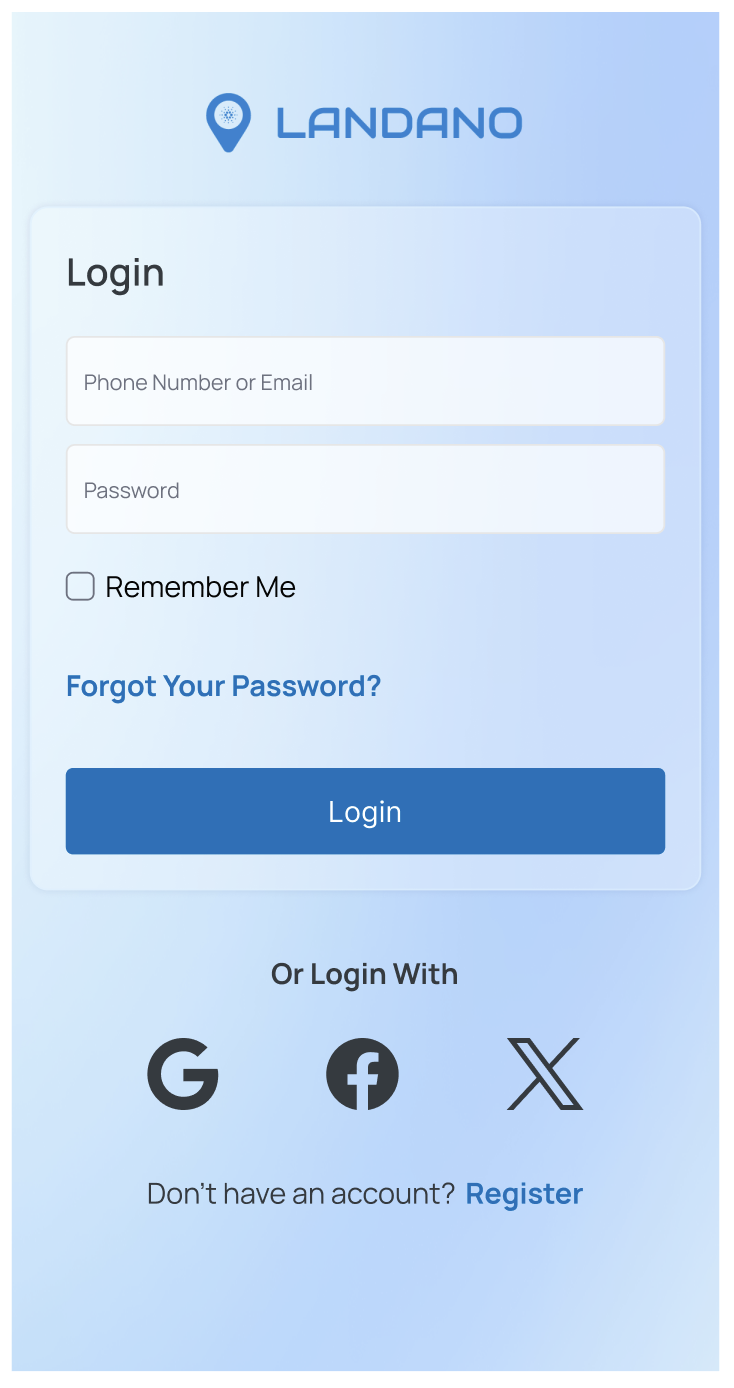 LANDANO
Login
Phone Number or Email
Password
Remember Me
Forgot Your Password?
Login
Or Login With
Don't have an account? Register